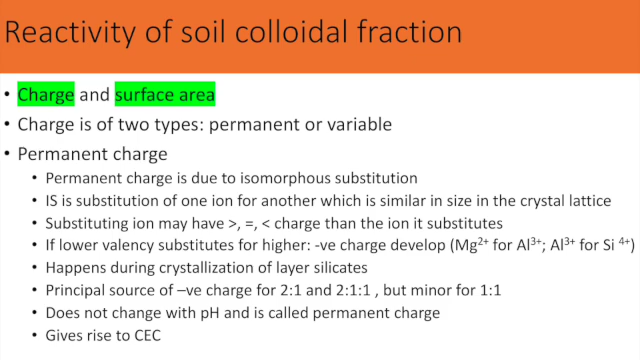 Reactivity of soil colloidal fraction
• Charge and surface area
• Charge is of two types: permanent or variable
• Permanent charge
• Permanent charge is due to isomorphous substitution
• IS is substitution of one ion for another which is similar in size in the crystal lattice
• Substituting ion may have >, =, < charge than the ion it substitutes
• If lower valency substitutes for higher: -ve charge develop (Mg²⁺ for Al³⁺; Al³⁺ for Si ⁴⁺)
• Happens during crystallization of layer silicates
• Principal source of –ve charge for 2:1 and 2:1:1 , but minor for 1:1
• Does not change with pH and is called permanent charge
• Gives rise to CEC